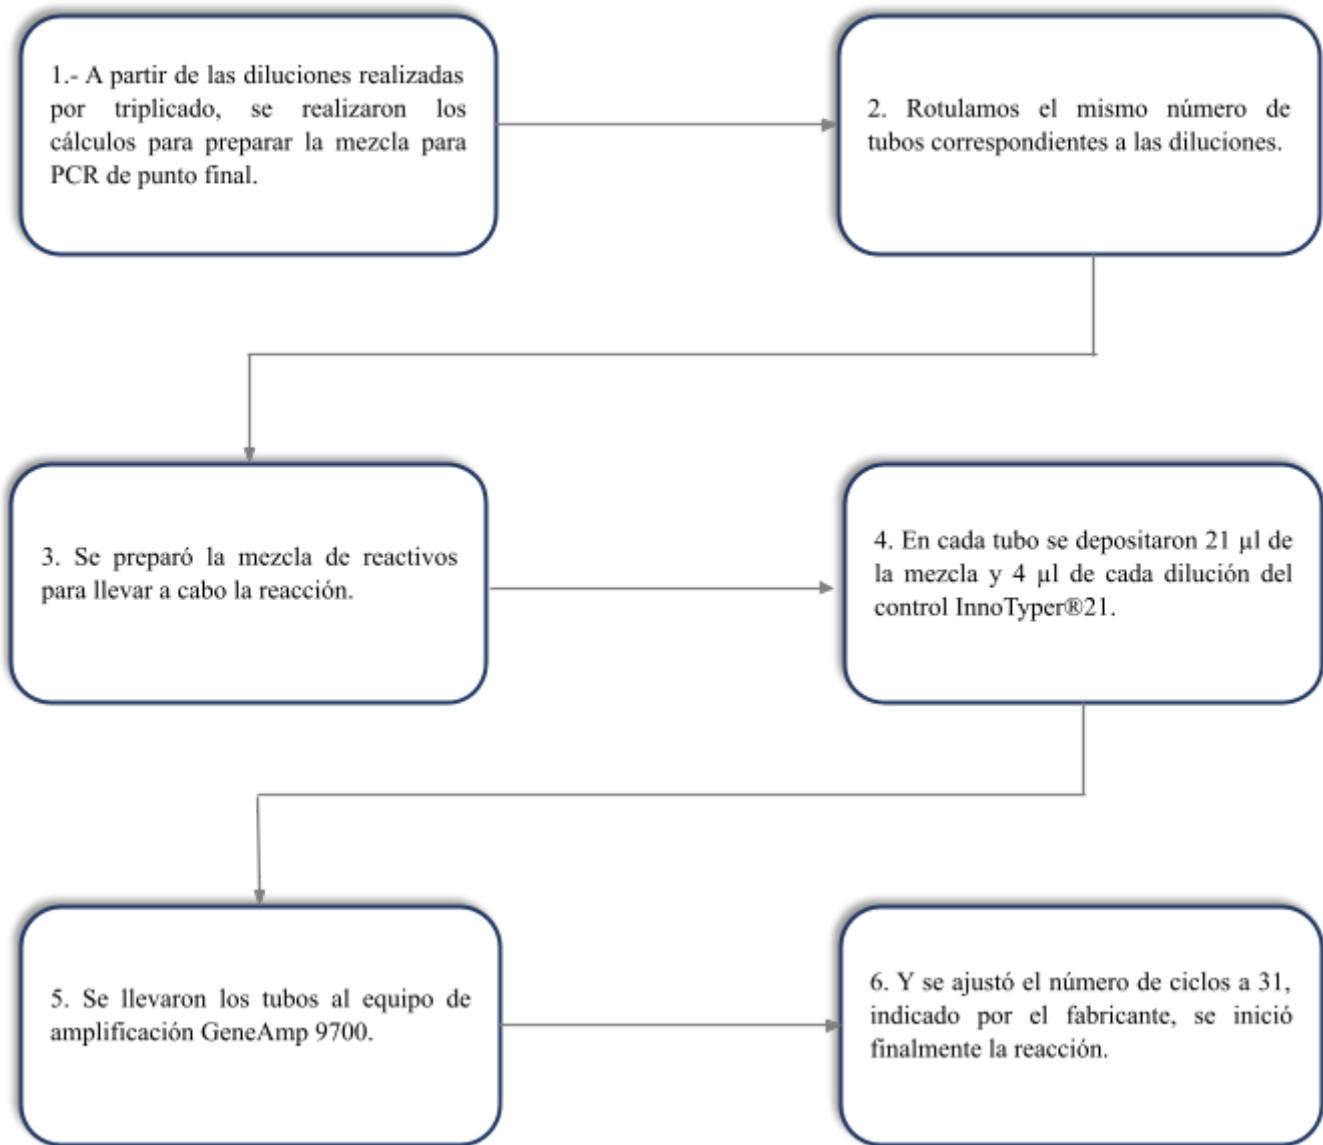 1.- A partir de las diluciones realizadas
por triplicado, se realizaron los
cálculos para preparar la mezcla para
PCR de punto final.
2. Rotulamos el mismo número de
tubos correspondientes a las diluciones.
3. Se preparó la mezcla de reactivos
para llevar a cabo la reacción.
4. En cada tubo se depositaron 21 µl de
la mezcla y 4 µl de cada dilución del
control InnoTyper®21.
5. Se llevaron los tubos al equipo de
amplificación GeneAmp 9700.
6. Y se ajustó el número de ciclos a 31,
indicado por el fabricante, se inició
finalmente la reacción.